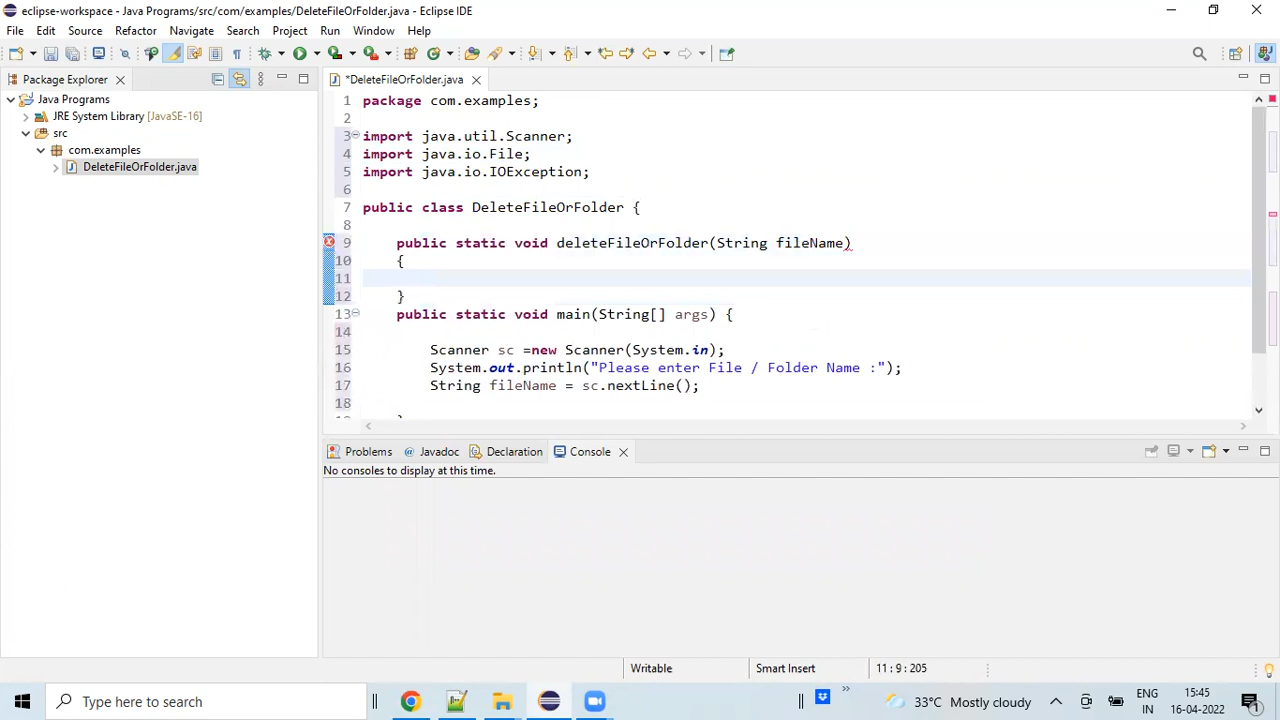 eclipse-workspace - Java Programs/src/com/examples/DeleteFileOrFolder.java - Eclipse IDE
File Edit Source Refactor Navigate Search Project Run Window Help
Package Explorer
*DeleteFileOrFolder.java
Java Programs
JRE System Library [JavaSE-16]
src
com.examples
DeleteFileOrFolder.java
1 package com.examples;
2
3 import java.util.Scanner;
4 import java.io.File;
5 import java.io.IOException;
6
7 public class DeleteFileOrFolder {
8
9 public static void deleteFileOrFolder(String fileName)
10 {
11
12 }
13 public static void main(String[] args) {
14
15 Scanner sc =new Scanner(System.in);
16 System.out.println("Please enter File / Folder Name :");
17 String fileName = sc.nextLine();
18
Problems @ Javadoc Declaration Console
No consoles to display at this time.
Writable Smart Insert 11 : 9 : 205
Type here to search
33°C Mostly cloudy
ENG
IN
15:45
16-04-2022
1